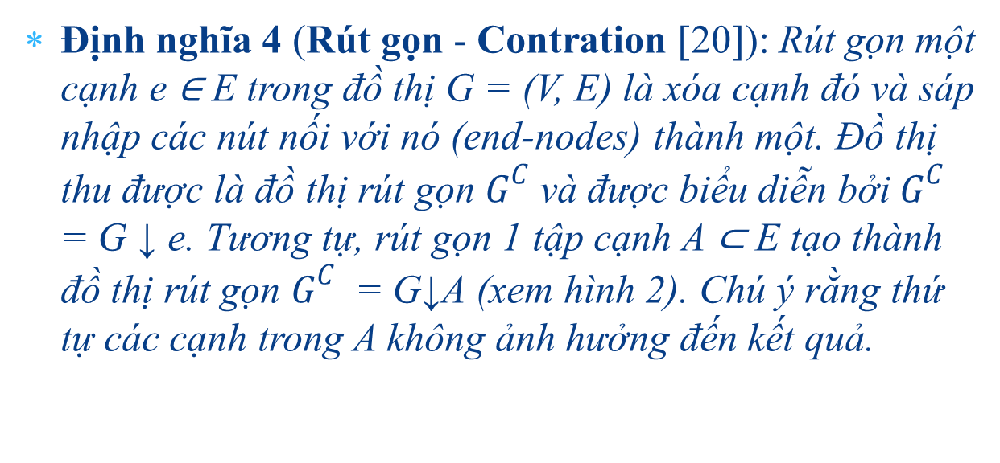 * Định nghĩa 4 (Rút gọn - Contration [20]): Rút gọn một
cạnh e ∈ E trong đồ thị G = (V, E) là xóa cạnh đó và sáp
nhập các nút nối với nó (end-nodes) thành một. Đồ thị
thu được là đồ thị rút gọn G^C và được biểu diễn bởi G^C
= G ↓ e. Tương tự, rút gọn 1 tập cạnh A ⊂ E tạo thành
đồ thị rút gọn G^C = G↓A (xem hình 2). Chú ý rằng thứ
tự các cạnh trong A không ảnh hưởng đến kết quả.